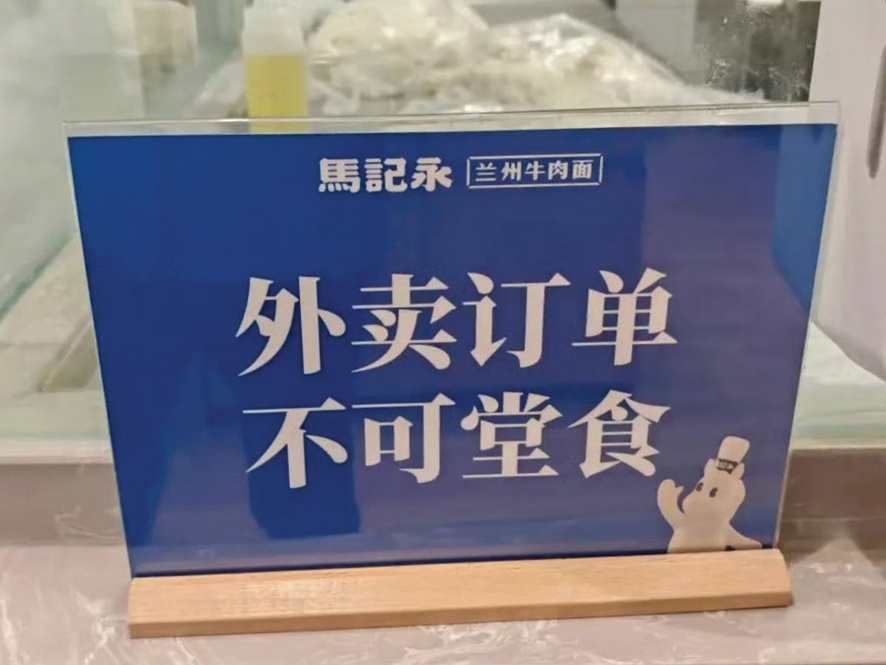 馬記永 兰州牛肉面
外卖订单
不可堂食